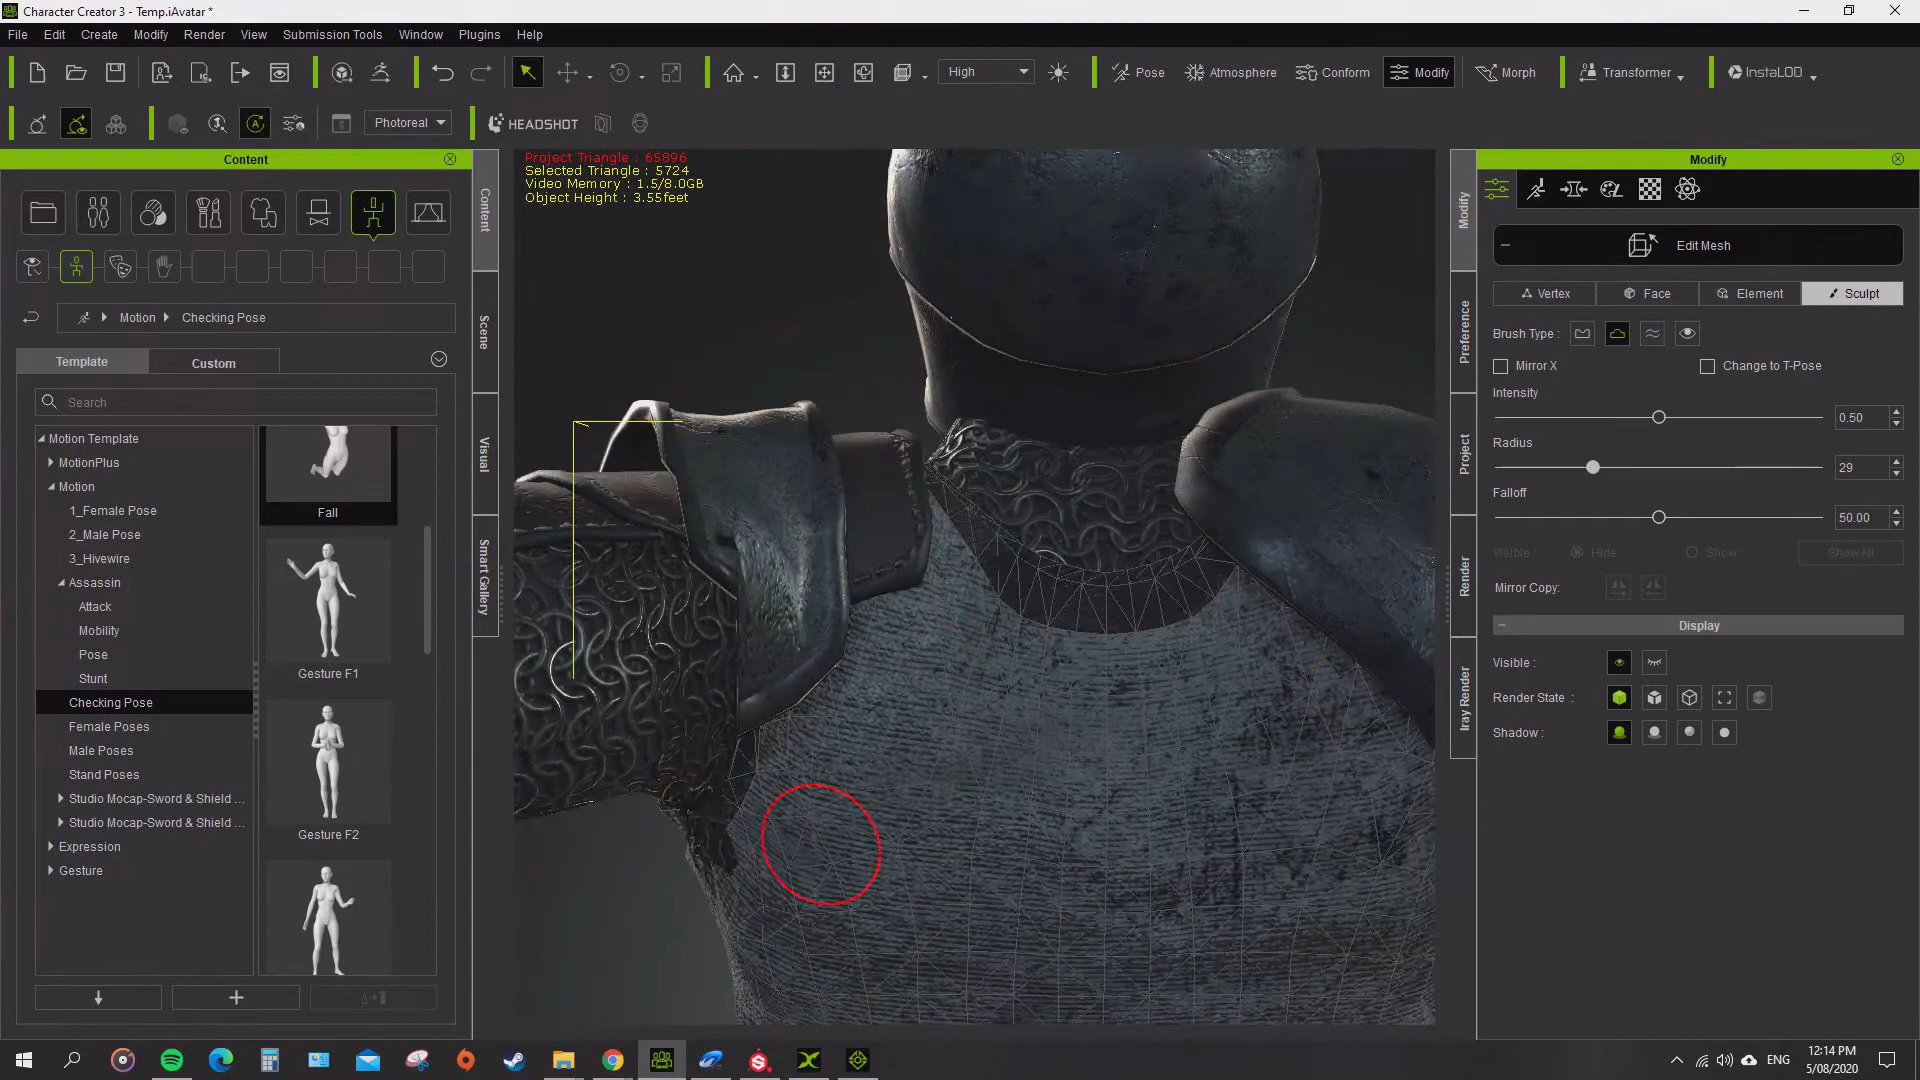 Character Creator 3 - Temp.iAvatar *
File Edit Create Modify Render View Submission Tools Window Plugins Help
High Pose Atmosphere Conform Modify Morph Transformer InstaLOD
Photoreal HEADSHOT
Content
Project Triangle : 65896
Selected Triangle : 5724
Video Memory : 1.5/8.0GB
Object Height : 3.55feet
Motion Checking Pose
Template Custom
Search
Motion Template
MotionPlus
Motion
1_Female Pose
2_Male Pose
3_Hivewire
Assassin
Attack
Mobility
Pose
Stunt
Checking Pose
Female Poses
Male Poses
Stand Poses
Studio Mocap-Sword & Shield ...
Studio Mocap-Sword & Shield ...
Expression
Gesture
Fall
Gesture F1
Gesture F2
Content
Scene
Visual
Smart Gallery
Modify
Preference
Project
Render
Iray Render
Modify
Edit Mesh
Vertex Face Element Sculpt
Brush Type :
Mirror X Change to T-Pose
Intensity
0.50
Radius
29
Falloff
50.00
Visible : Hide Show Show All
Mirror Copy:
Display
Visible :
Render State :
Shadow :
ENG
12:14 PM
5/08/2020